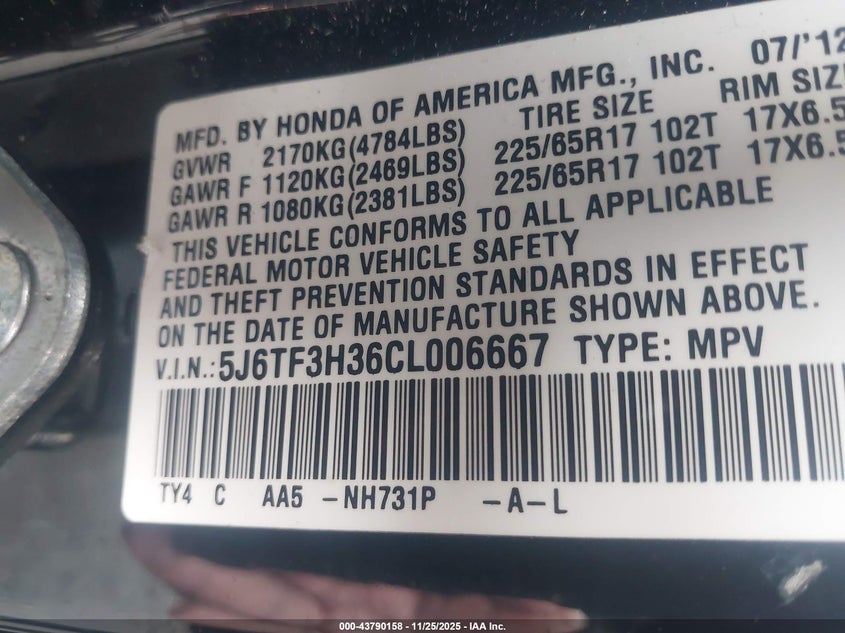 MFD. BY HONDA OF AMERICA MFG., INC. 07/'12
TIRE SIZE RIM SIZE
GVWR 2170KG(4784LBS)
GAWR F 1120KG(2469LBS) 225/65R17 102T 17X6.5
GAWR R 1080KG(2381LBS) 225/65R17 102T 17X6.5
THIS VEHICLE CONFORMS TO ALL APPLICABLE
FEDERAL MOTOR VEHICLE SAFETY
AND THEFT PREVENTION STANDARDS IN EFFECT
ON THE DATE OF MANUFACTURE SHOWN ABOVE.
V.I.N.:5J6TF3H36CL006667 TYPE: MPV
TY4 C AA5 -NH731P -A-L
000-43790158 - 11/25/2025 - IAA Inc.